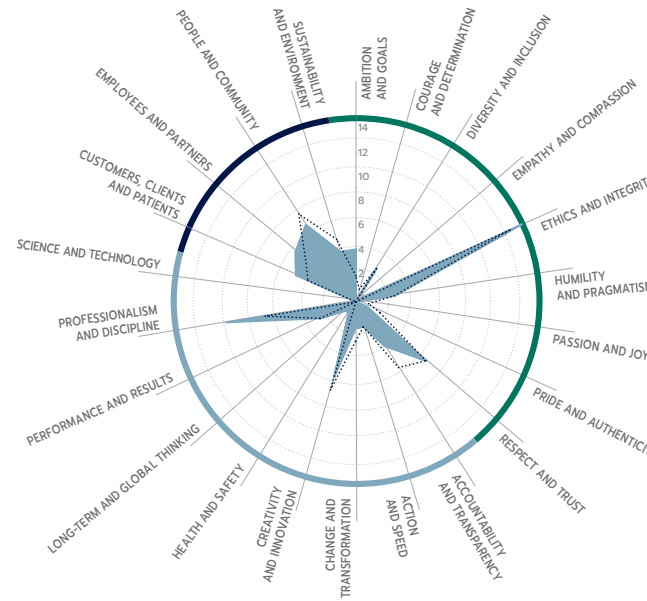 AMBITION
AND GOALS
COURAGE
AND DETERMINATION
DIVERSITY AND INCLUSION
EMPATHY AND COMPASSION
ETHICS AND INTEGRIT
HUMILITY
AND PRAGMATISM
PASSION AND JOY
PRIDE AND AUTHENTICI
RESPECT AND TRUST
ACCOUNTABILITY
AND TRANSPARENCY
ACTION
AND SPEED
CHANGE AND
TRANSFORMATION
CREATIVITY
AND INNOVATION
HEALTH AND SAFETY
LONG-TERM AND GLOBAL THINKING
PERFORMANCE AND RESULTS
PROFESSIONALISM
AND DISCIPLINE
SCIENCE AND TECHNOLOGY
CUSTOMERS, CLIENTS
AND PATIENTS
EMPLOYEES AND PARTNERS
PEOPLE AND COMMUNITY
SUSTAINABILITY
AND ENVIRONMENT
14
12
10
8
6
4
2